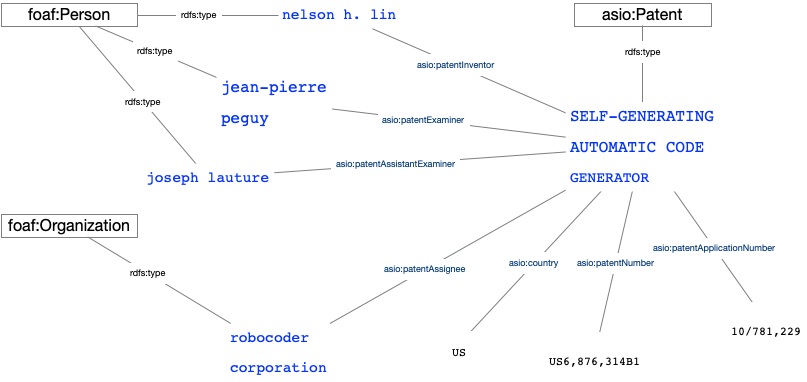 foaf:Person
rdfs:type
nelson h. lin
asio:Patent
rdfs:type
rdfs:type
asio:patentInventor
jean-pierre
peguy
rdfs:type
asio:patentExaminer
SELF-GENERATING
AUTOMATIC CODE
GENERATOR
asio:patentAssistantExaminer
joseph lauture
foaf:Organization
rdfs:type
asio:patentAssignee
asio:country
asio:patentNumber
asio:patentApplicationNumber
robocoder
corporation
US
US6,876,314B1
10/781,229